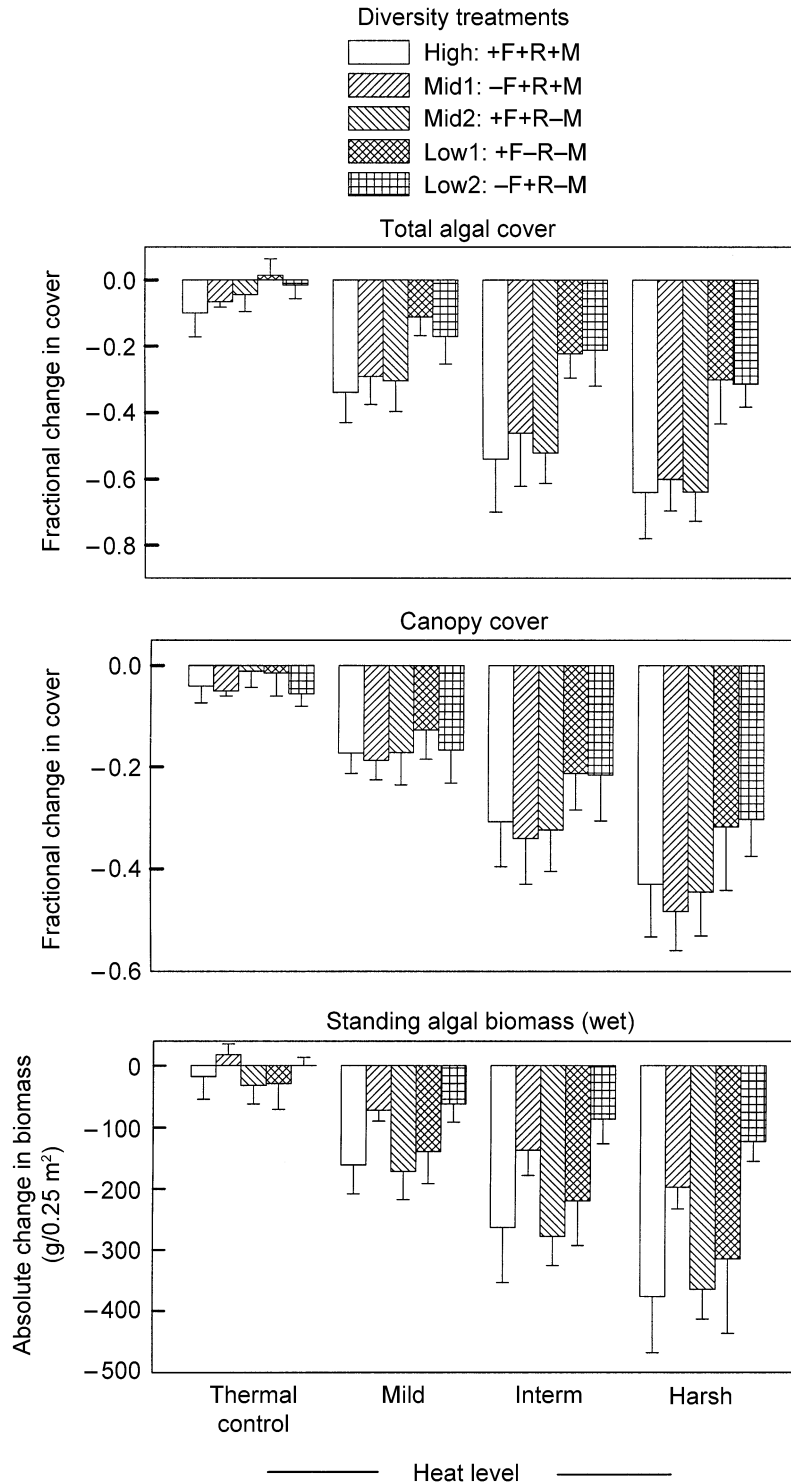 Diversity treatments
High: +F+R+M
Mid1: –F+R+M
Mid2: +F+R–M
Low1: +F–R–M
Low2: –F+R–M
Total algal cover
Fractional change in cover
0.0
–0.2
–0.4
–0.6
–0.8
Canopy cover
Fractional change in cover
0.0
–0.2
–0.4
–0.6
Standing algal biomass (wet)
Absolute change in biomass
(g/0.25 m²)
0
–100
–200
–300
–400
–500
Thermal control
Mild
Interm
Harsh
Heat level